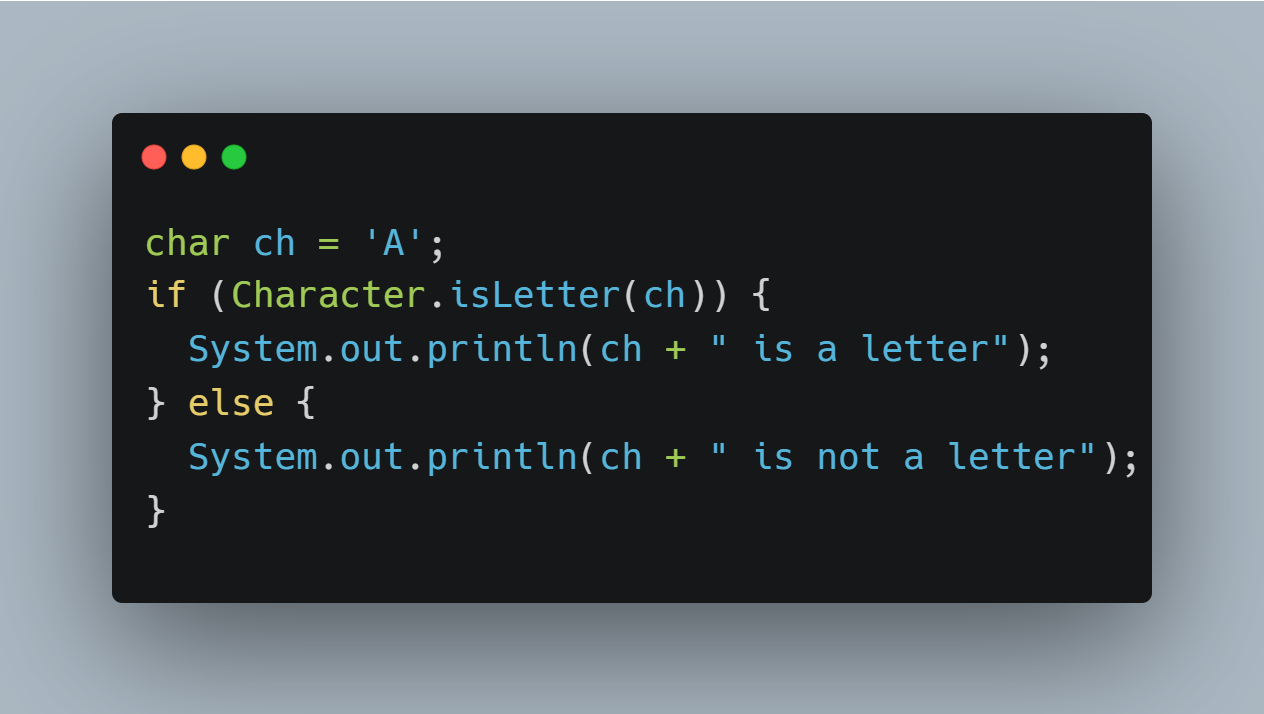 char ch = 'A';
if (Character.isLetter(ch)) {
  System.out.println(ch + " is a letter");
} else {
  System.out.println(ch + " is not a letter");
}